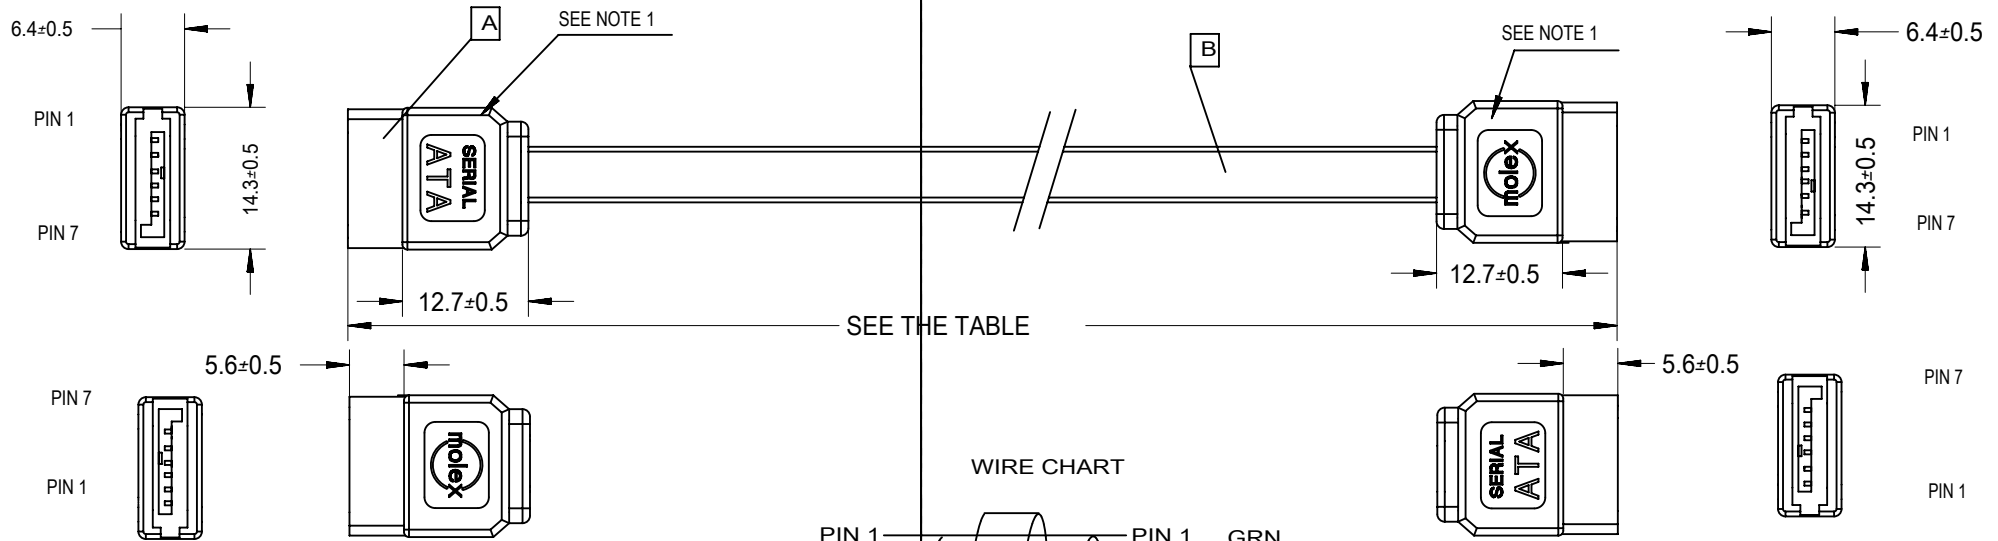 6.4±0.5
A
SEE NOTE 1
B
SEE NOTE 1
6.4±0.5
PIN 1
14.3±0.5
SERIAL
ATA
molex
PIN 1
14.3±0.5
PIN 7
PIN 7
12.7±0.5
12.7±0.5
SEE THE TABLE
5.6±0.5
5.6±0.5
PIN 7
PIN 7
molex
SERIAL
ATA
WIRE CHART
PIN 1
PIN 1
PIN 1
PIN 1
GRN